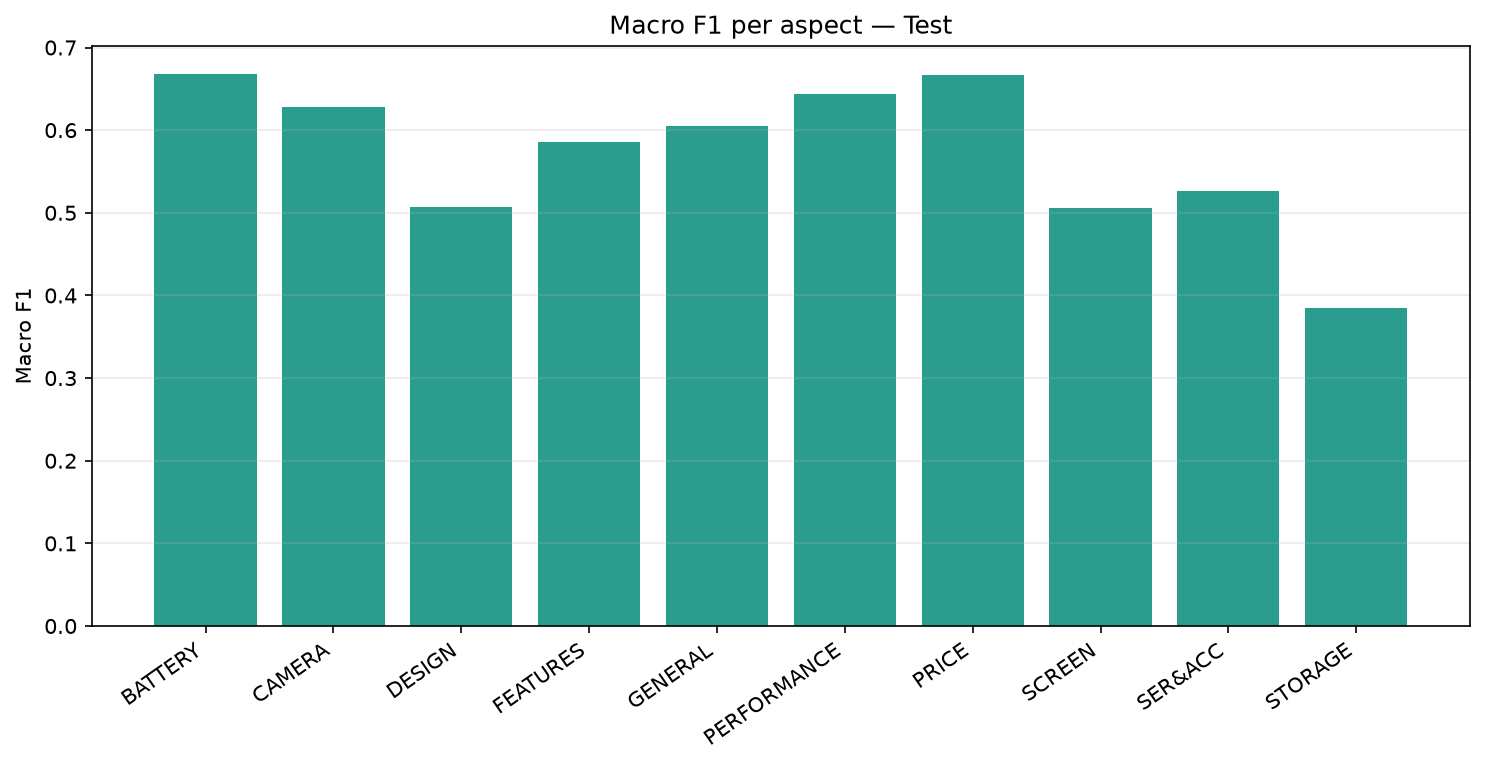 Macro F1 per aspect — Test
Macro F1
0.7
0.6
0.5
0.4
0.3
0.2
0.1
0.0
BATTERY
CAMERA
DESIGN
FEATURES
GENERAL
PERFORMANCE
PRICE
SCREEN
SER&ACC
STORAGE